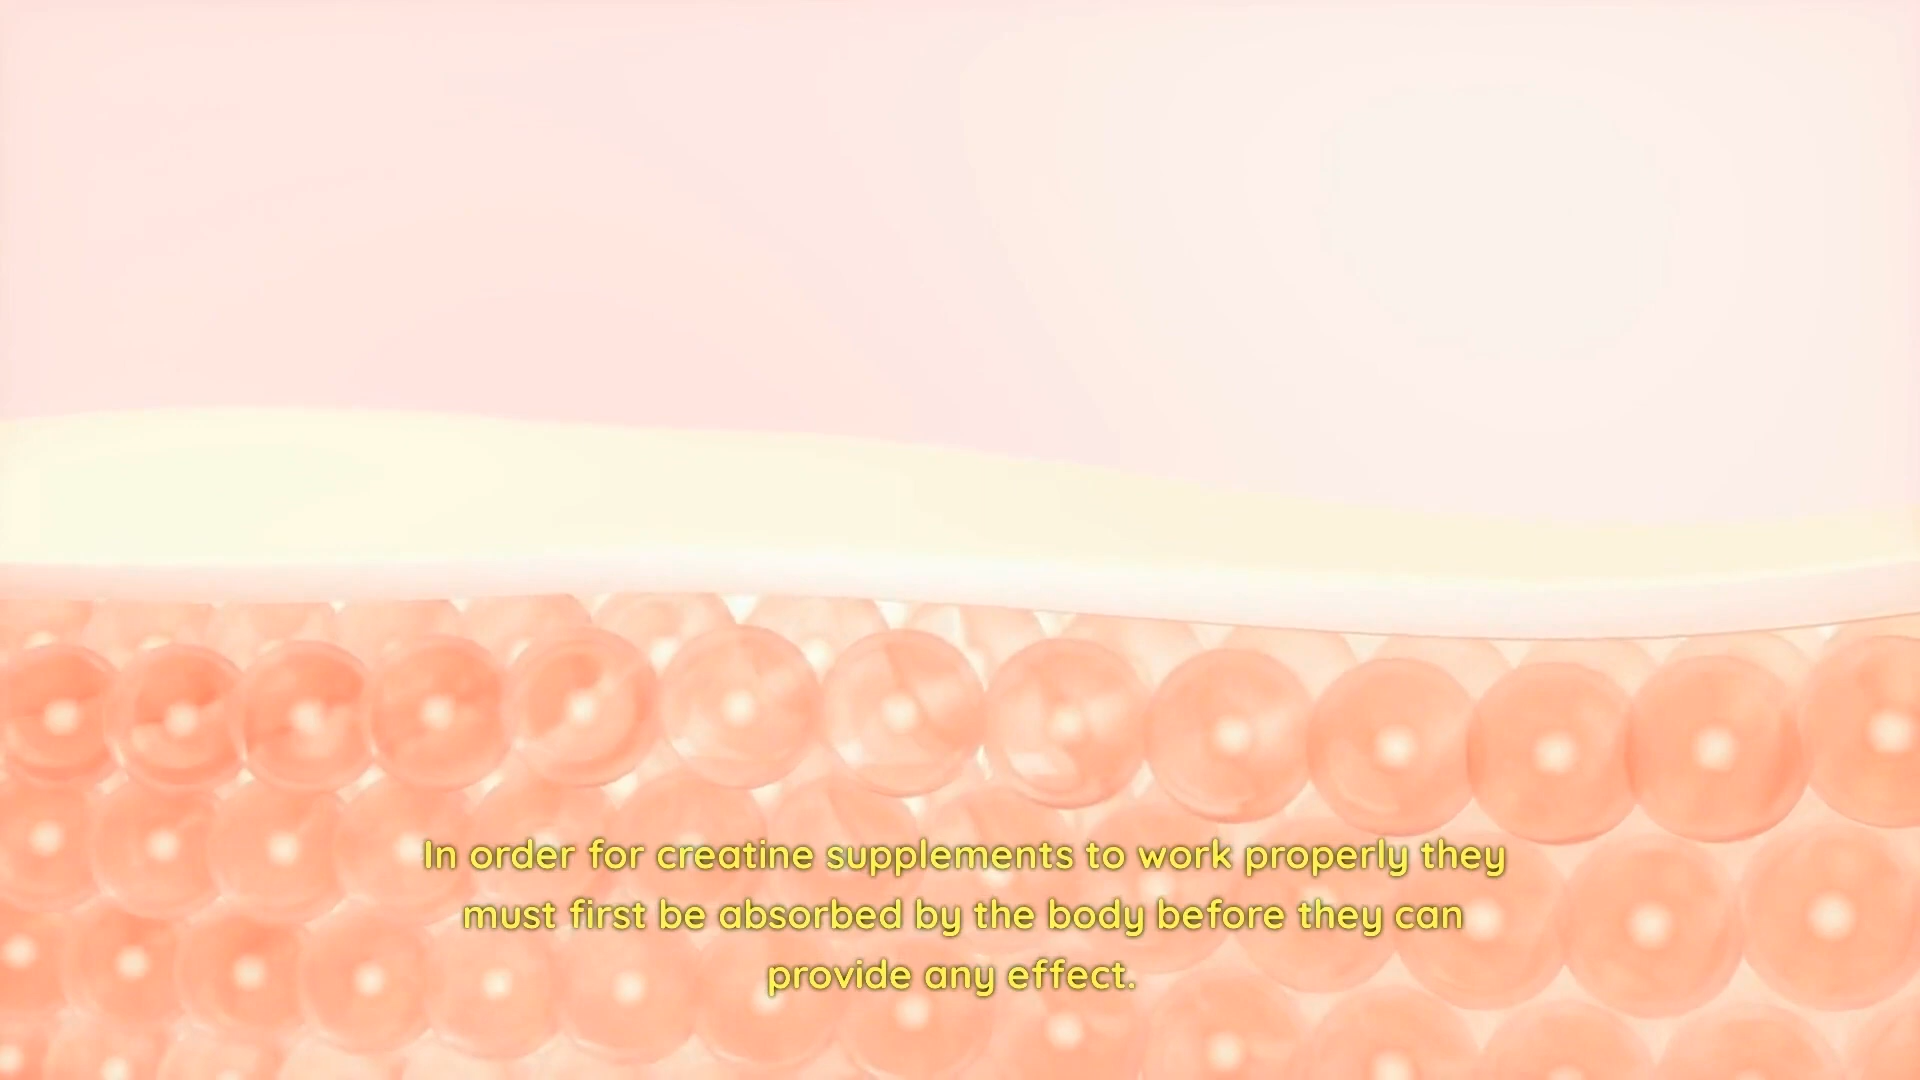 In order for creatine supplements to work properly they
must first be absorbed by the body before they can
provide any effect.